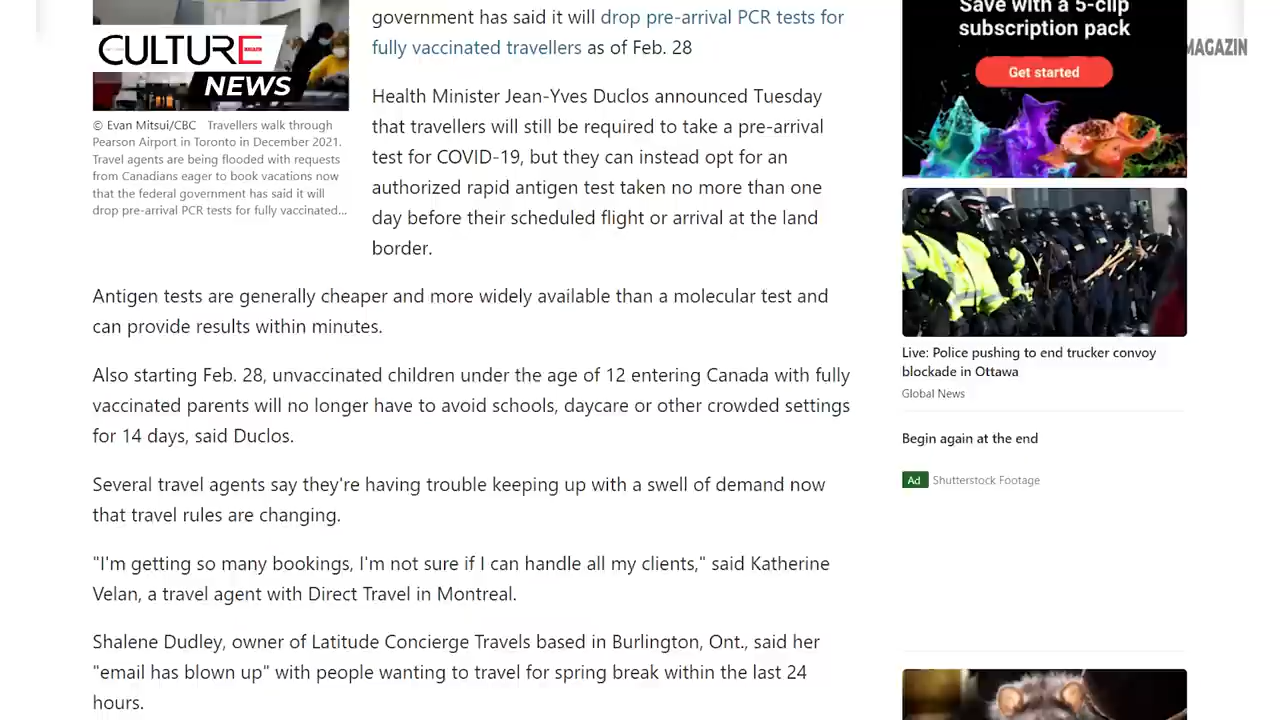 CULTURE
NEWS
© Evan Mitsui/CBC Travellers walk through
Pearson Airport in Toronto in December 2021.
Travel agents are being flooded with requests
from Canadians eager to book vacations now
that the federal government has said it will
drop pre-arrival PCR tests for fully vaccinated...
government has said it will drop pre-arrival PCR tests for
fully vaccinated travellers as of Feb. 28
Health Minister Jean-Yves Duclos announced Tuesday
that travellers will still be required to take a pre-arrival
test for COVID-19, but they can instead opt for an
authorized rapid antigen test taken no more than one
day before their scheduled flight or arrival at the land
border.
Antigen tests are generally cheaper and more widely available than a molecular test and
can provide results within minutes.
Also starting Feb. 28, unvaccinated children under the age of 12 entering Canada with fully
vaccinated parents will no longer have to avoid schools, daycare or other crowded settings
for 14 days, said Duclos.
Several travel agents say they're having trouble keeping up with a swell of demand now
that travel rules are changing.
"I'm getting so many bookings, I'm not sure if I can handle all my clients," said Katherine
Velan, a travel agent with Direct Travel in Montreal.
Shalene Dudley, owner of Latitude Concierge Travels based in Burlington, Ont., said her
"email has blown up" with people wanting to travel for spring break within the last 24
hours.
Save with a 5-clip
subscription pack
Get started
MAGAZIN
Live: Police pushing to end trucker convoy
blockade in Ottawa
Global News
Begin again at the end
Ad Shutterstock Footage